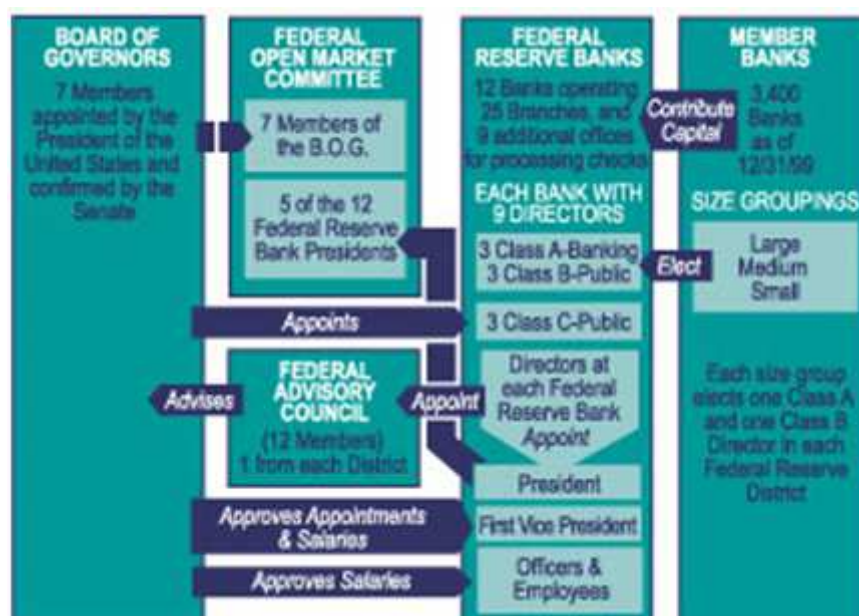 BOARD OF
GOVERNORS
7 Members
appointed by the
President of the
United States and
confirmed by the
Senate
FEDERAL
OPEN MARKET
COMMITTEE
7 Members of
the B.O.G.
5 of the 12
Federal Reserve
Bank Presidents
Appoints
FEDERAL
ADVISORY
COUNCIL
(12 Members)
1 from each District
Advises
Appoint
Approves Appointments
& Salaries
Approves Salaries
FEDERAL
RESERVE BANKS
12 Banks operating
25 Branches, and
9 additional offices
for processing checks
EACH BANK WITH
9 DIRECTORS
3 Class A-Banking
3 Class B-Public
3 Class C-Public
Directors at
each Federal
Reserve Bank
Appoint
President
First Vice President
Officers &
Employees
Contribute
Capital
Elect
MEMBER
BANKS
3,400
Banks
as of
12/31/99
SIZE GROUPINGS
Large
Medium
Small
Each size group
elects one Class A
and one Class B
Director in each
Federal Reserve
District